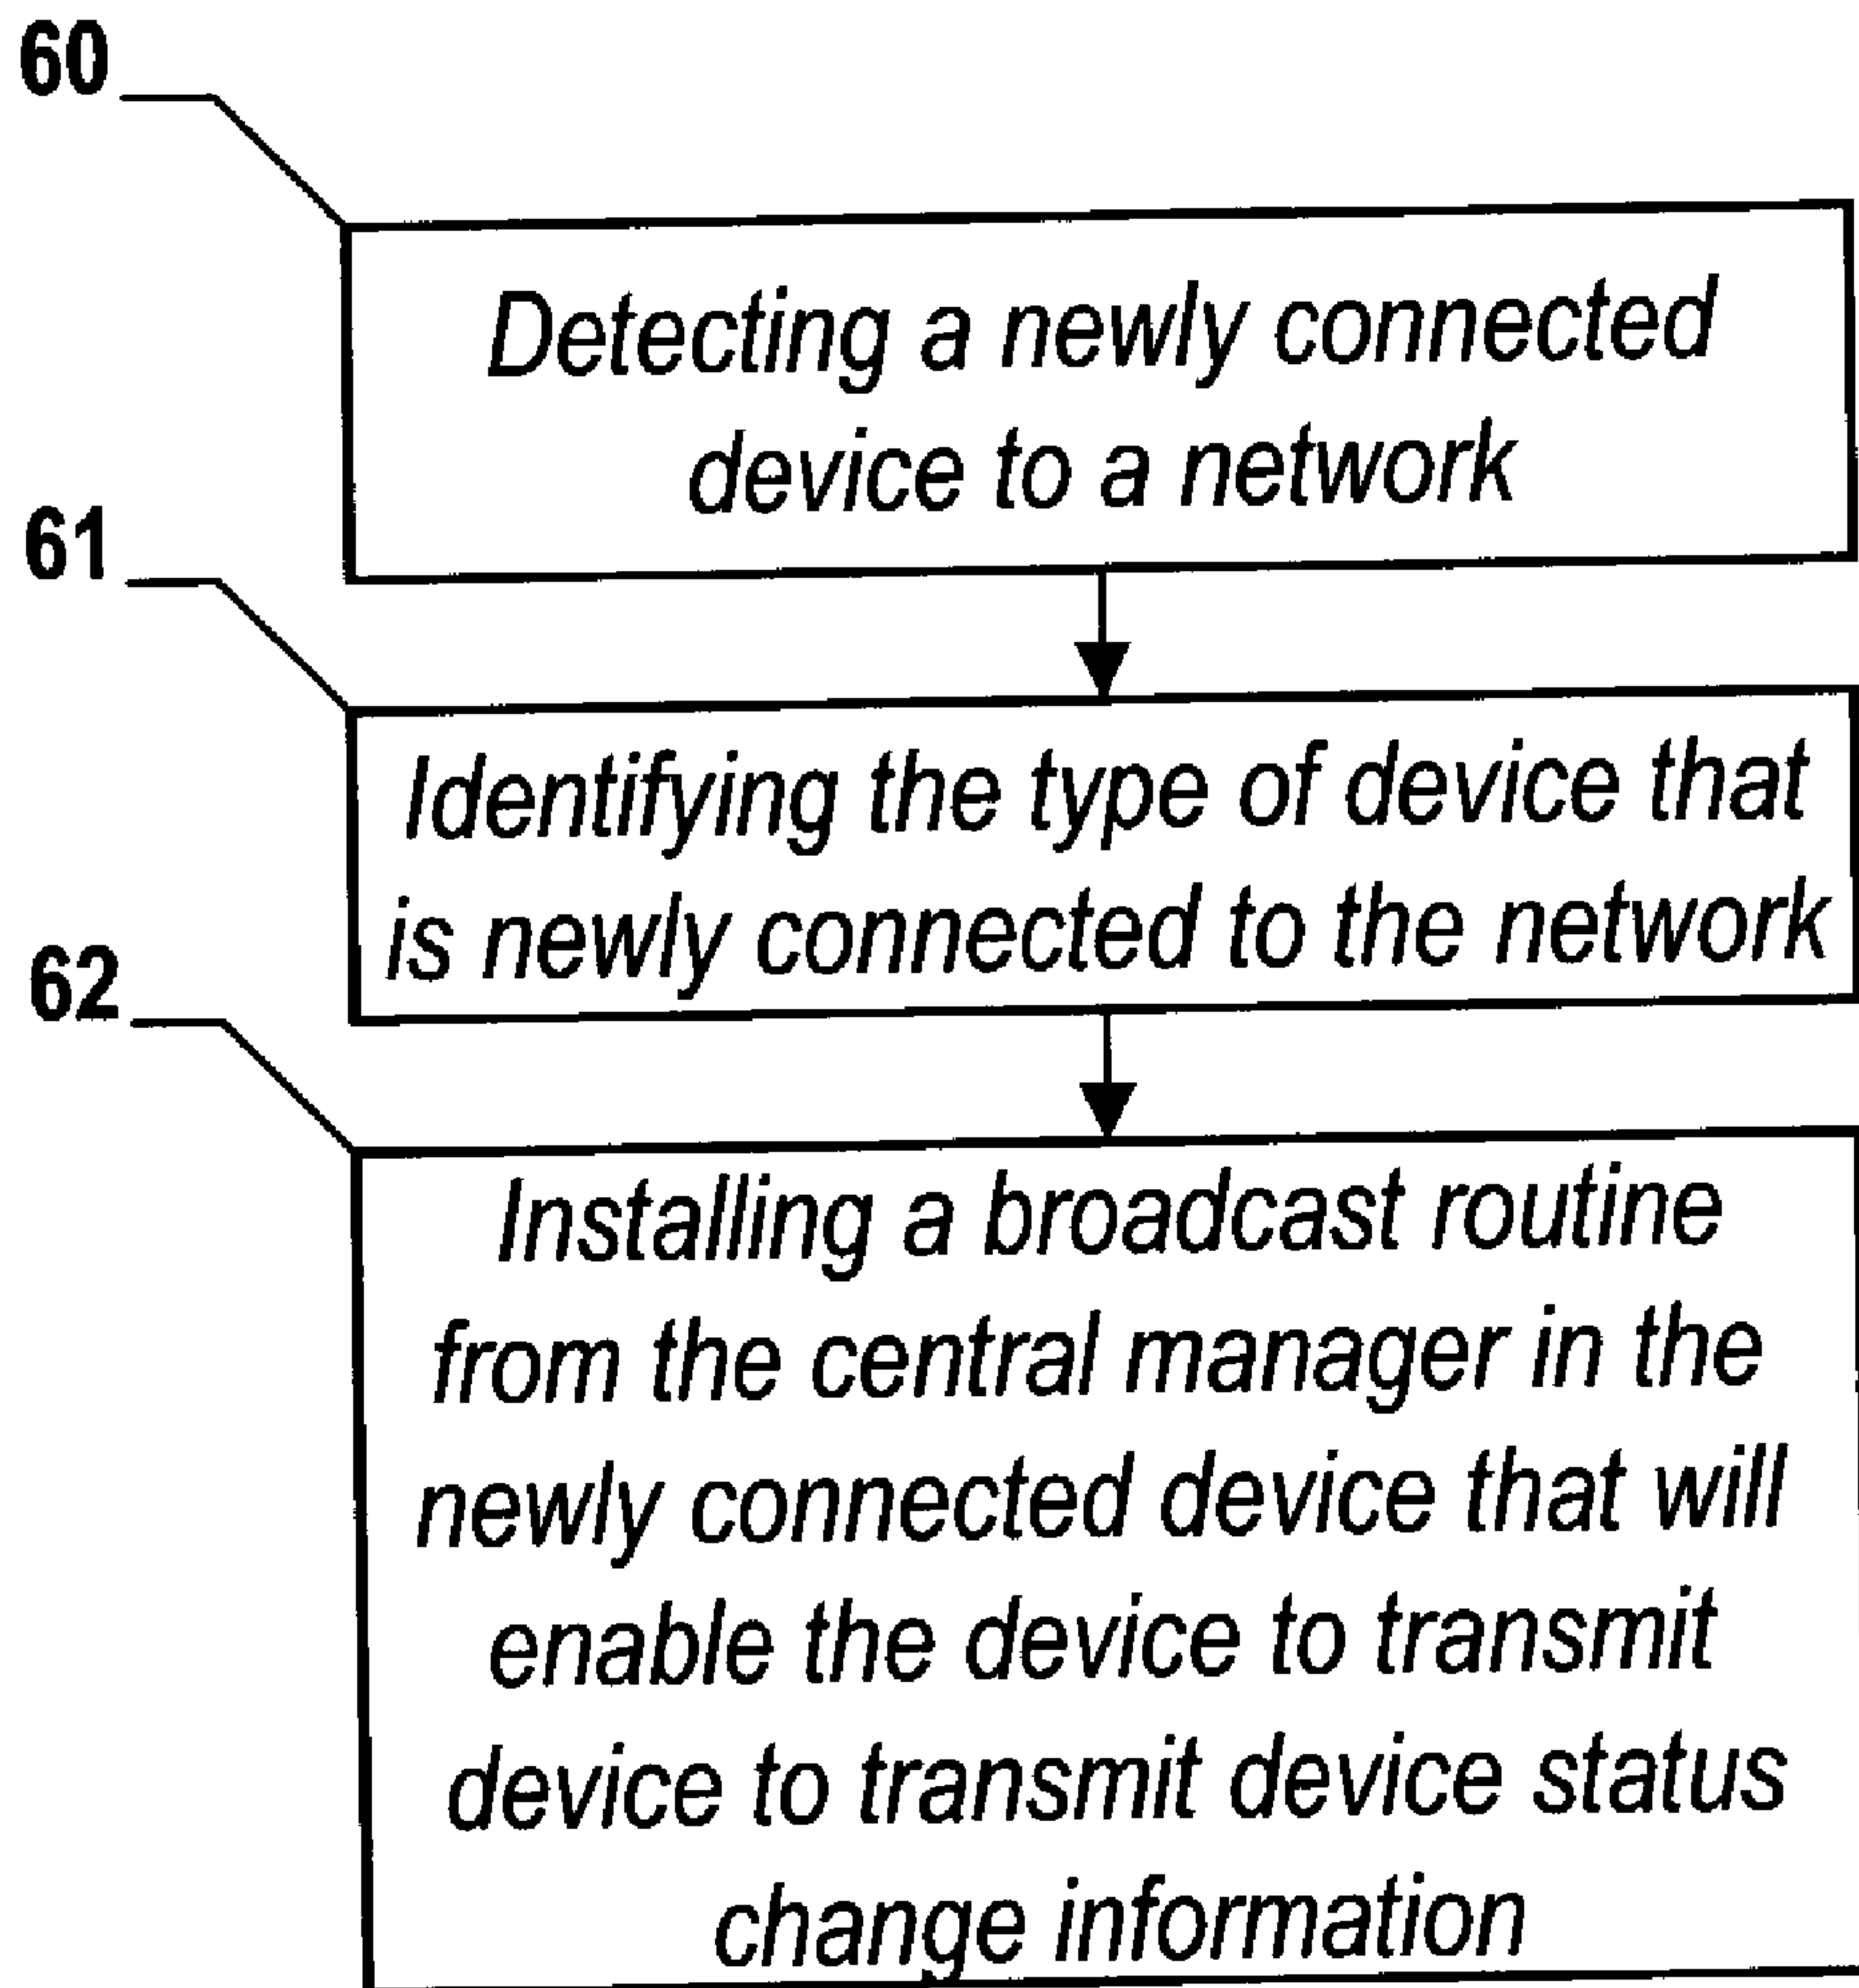 60
Detecting a newly connected
device to a network
61
Identifying the type of device that
is newly connected to the network
62
Installing a broadcast routine
from the central manager in the
newly connected device that will
enable the device to transmit
device to transmit device status
change information